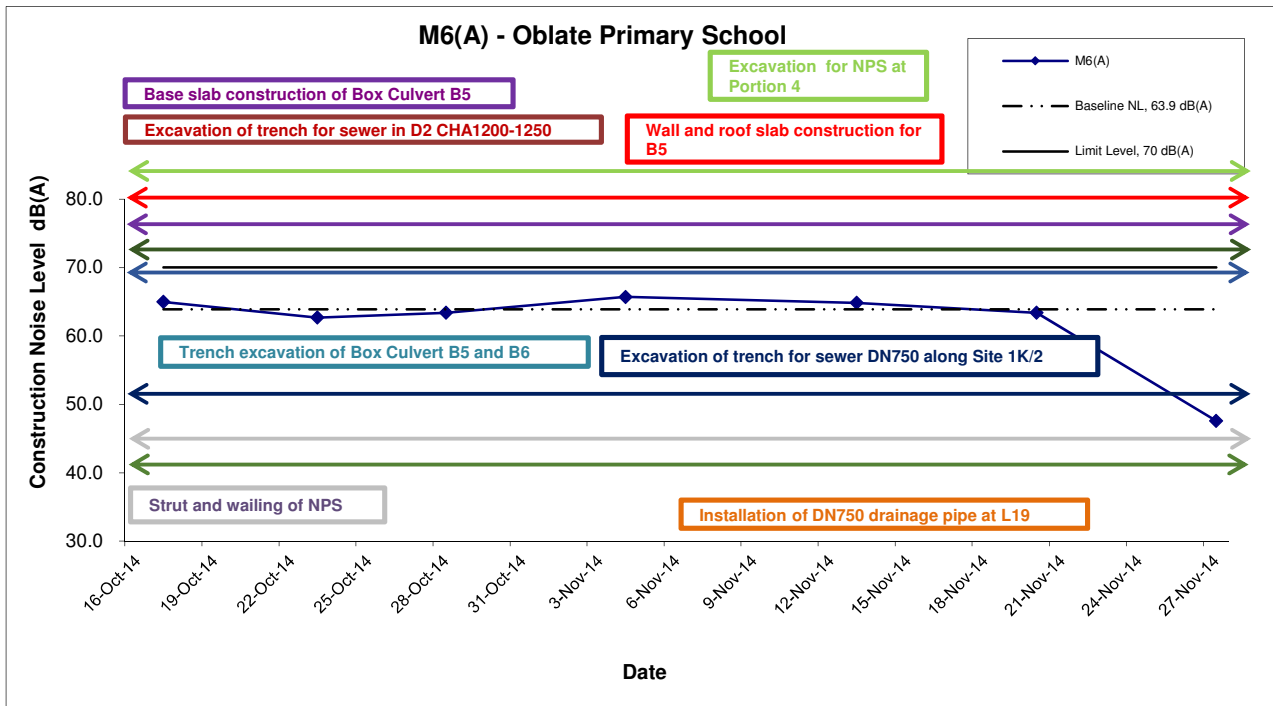 M6(A) - Oblate Primary School
M6(A)
Baseline NL, 63.9 dB(A)
Limit Level, 70 dB(A)
Excavation for NPS at
Portion 4
Base slab construction of Box Culvert B5
Excavation of trench for sewer in D2 CHA1200-1250
Wall and roof slab construction for
B5
Construction Noise Level dB(A)
80.0
70.0
60.0
50.0
40.0
30.0
Trench excavation of Box Culvert B5 and B6
Excavation of trench for sewer DN750 along Site 1K/2
Strut and wailing of NPS
Installation of DN750 drainage pipe at L19
16-Oct-14
19-Oct-14
22-Oct-14
25-Oct-14
28-Oct-14
31-Oct-14
3-Nov-14
6-Nov-14
9-Nov-14
12-Nov-14
15-Nov-14
18-Nov-14
21-Nov-14
24-Nov-14
27-Nov-14
Date